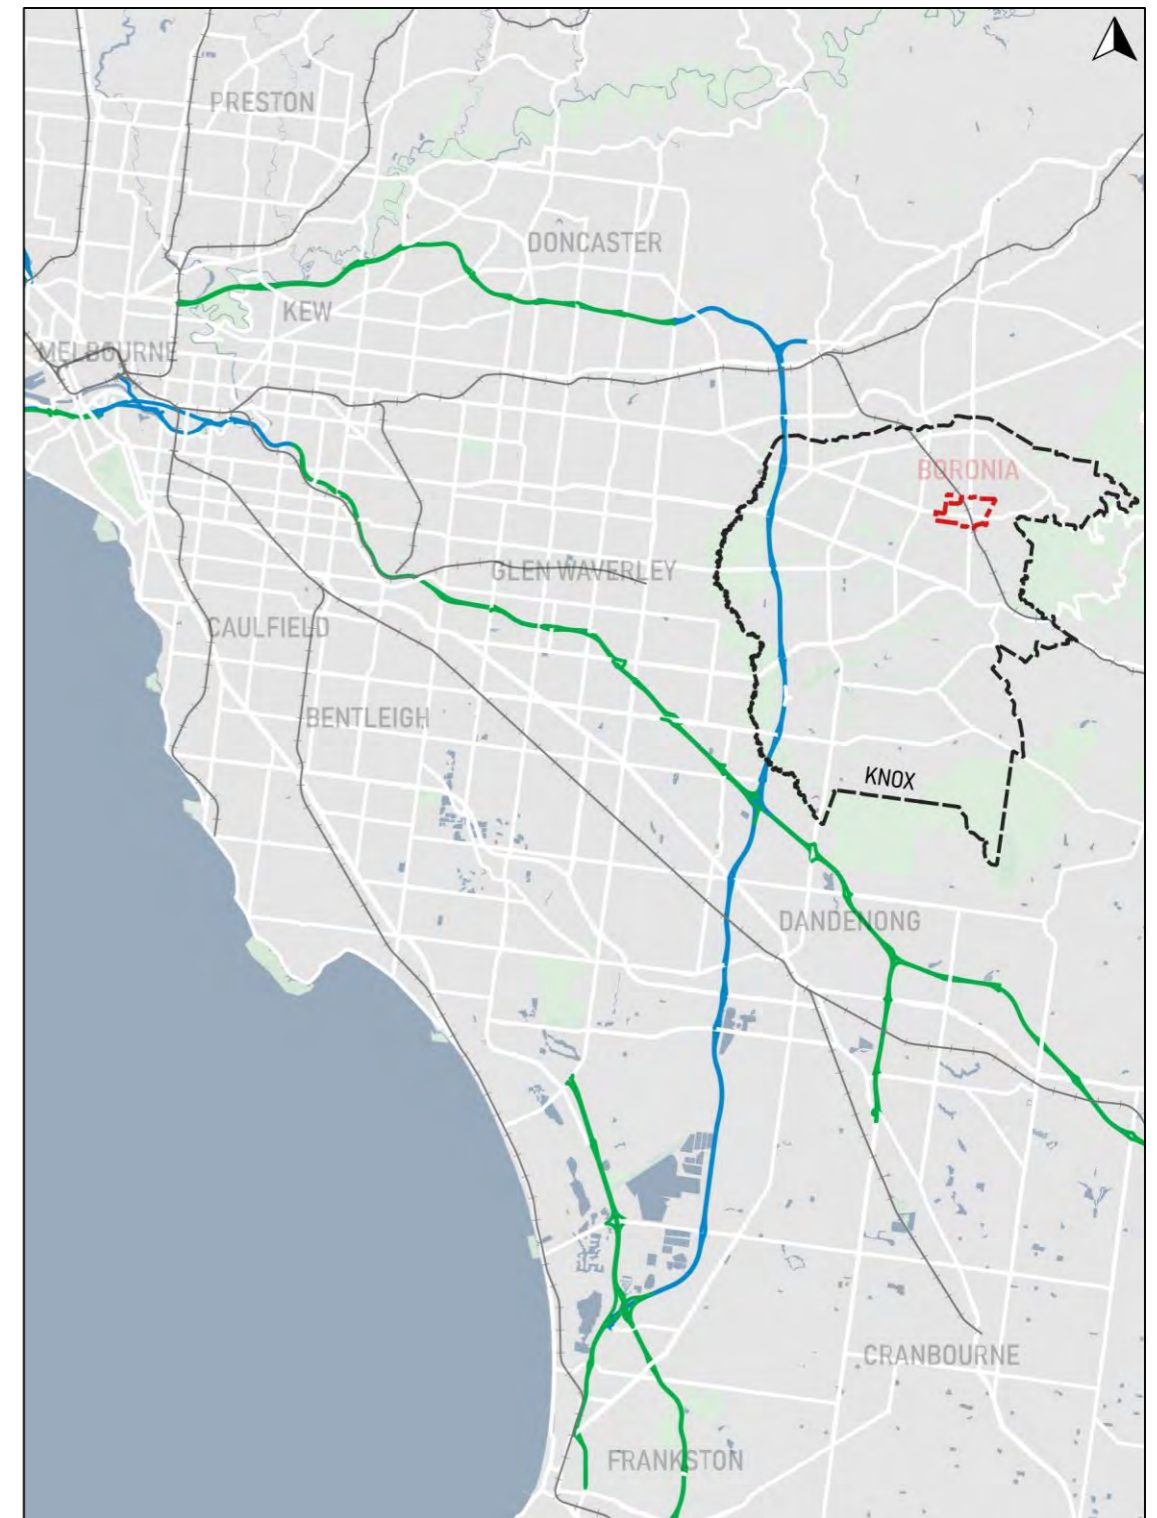 PRESTON
DONCASTER
KEW
MELBOURNE
BORONIA
GLEN WAVERLEY
CAULFIELD
BENTLEIGH
KNOX
DANDENONG
CRANBOURNE
FRANKSTON